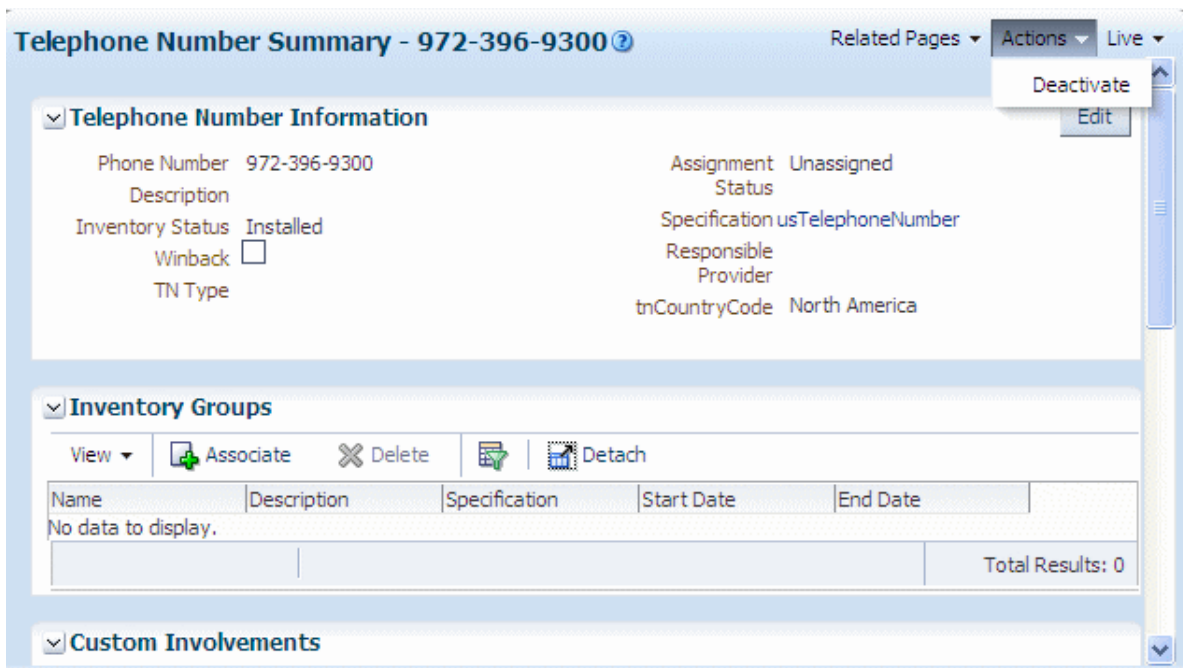 Telephone Number Summary - 972-396-9300
Related Pages Actions Live
Deactivate
Telephone Number Information
Edit
Phone Number 972-396-9300
Description
Inventory Status Installed
Winback
TN Type
Assignment Status Unassigned
Specification usTelephoneNumber
Responsible Provider
tnCountryCode North America
Inventory Groups
View Associate Delete Detach
Name Description Specification Start Date End Date
No data to display.
Total Results: 0
Custom Involvements